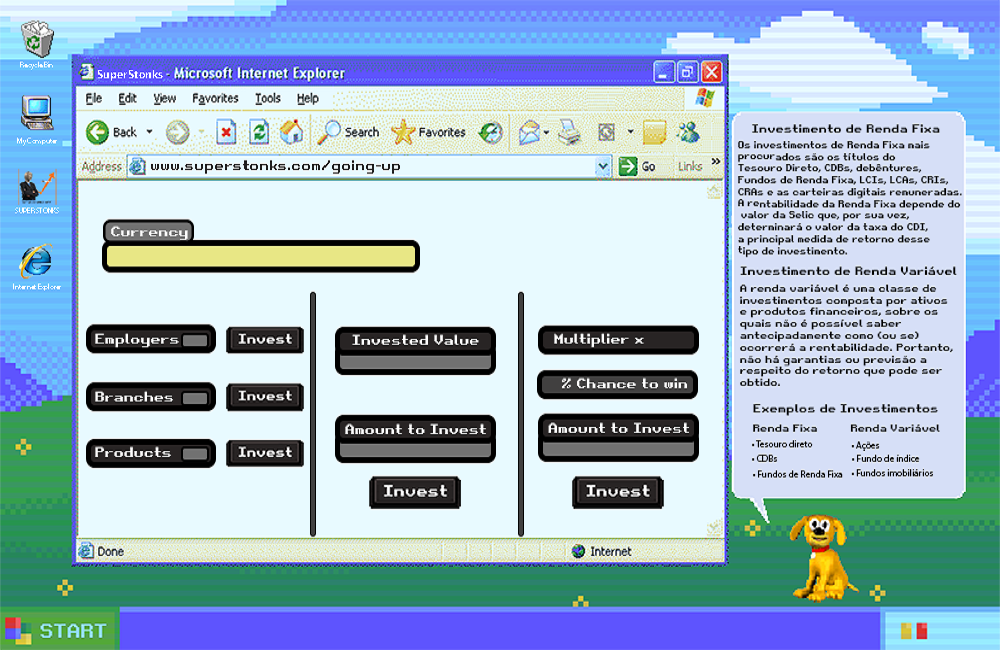 Recycle Bin
My Computer
SUPERSTONKS
Internet Explorer
SuperStonks - Microsoft Internet Explorer
File Edit View Favorites Tools Help
Back Search Favorites
Address www.superstonks.com/going-up Go Links »
Currency
Employers Invest
Branches Invest
Products Invest
Invested Value
Amount to Invest
Invest
Multiplier x
% Chance to win
Amount to Invest
Invest
Done Internet
Investimento de Renda Fixa
Os investimentos de Renda Fixa mais
procurados são os títulos do
Tesouro Direto, CDBs, debêntures,
Fundos de Renda Fixa, LCIs, LCAs, CRIs,
CRAs e as carteiras digitais remuneradas.
A rentabilidade da Renda Fixa depende do
valor da Selic que, por sua vez,
determinará o valor da taxa do CDI,
a principal medida de retorno desse
tipo de investimento.
Investimento de Renda Variável
A renda variável é uma classe de
investimentos composta por ativos
e produtos financeiros, sobre os
quais não é possível saber
antecipadamente como (ou se)
ocorrerá a rentabilidade. Portanto,
não há garantias ou previsão a
respeito do retorno que pode ser
obtido.
Exemplos de Investimentos
Renda Fixa Renda Variável
• Tesouro direto • Ações
• CDBs • Fundo de índice
• Fundos de Renda Fixa • Fundos imobiliários
START